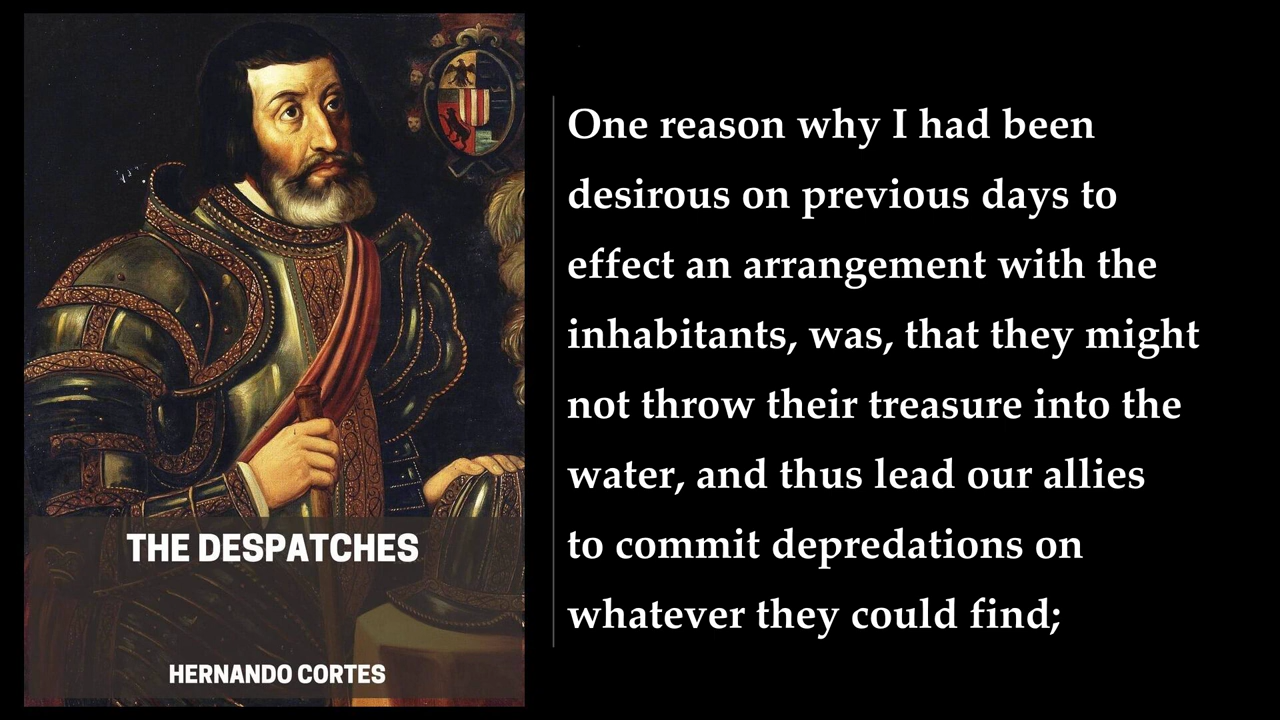 THE DESPATCHES
HERNANDO CORTES
One reason why I had been
desirous on previous days to
effect an arrangement with the
inhabitants, was, that they might
not throw their treasure into the
water, and thus lead our allies
to commit depredations on
whatever they could find;